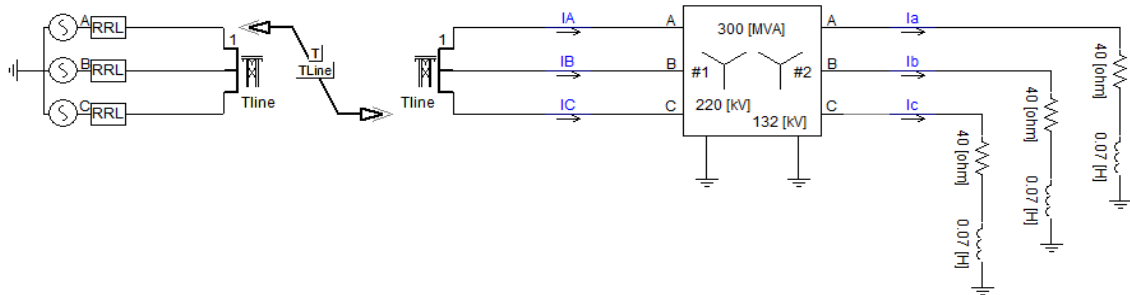 A RRL
B RRL
C RRL
1
Tline
T
TLine
1
Tline
IA
IB
IC
A
B
C
300 [MVA]
#1
#2
220 [kV]
132 [kV]
A
B
C
Ia
Ib
Ic
40 [ohm]
0.07 [H]
40 [ohm]
0.07 [H]
40 [ohm]
0.07 [H]